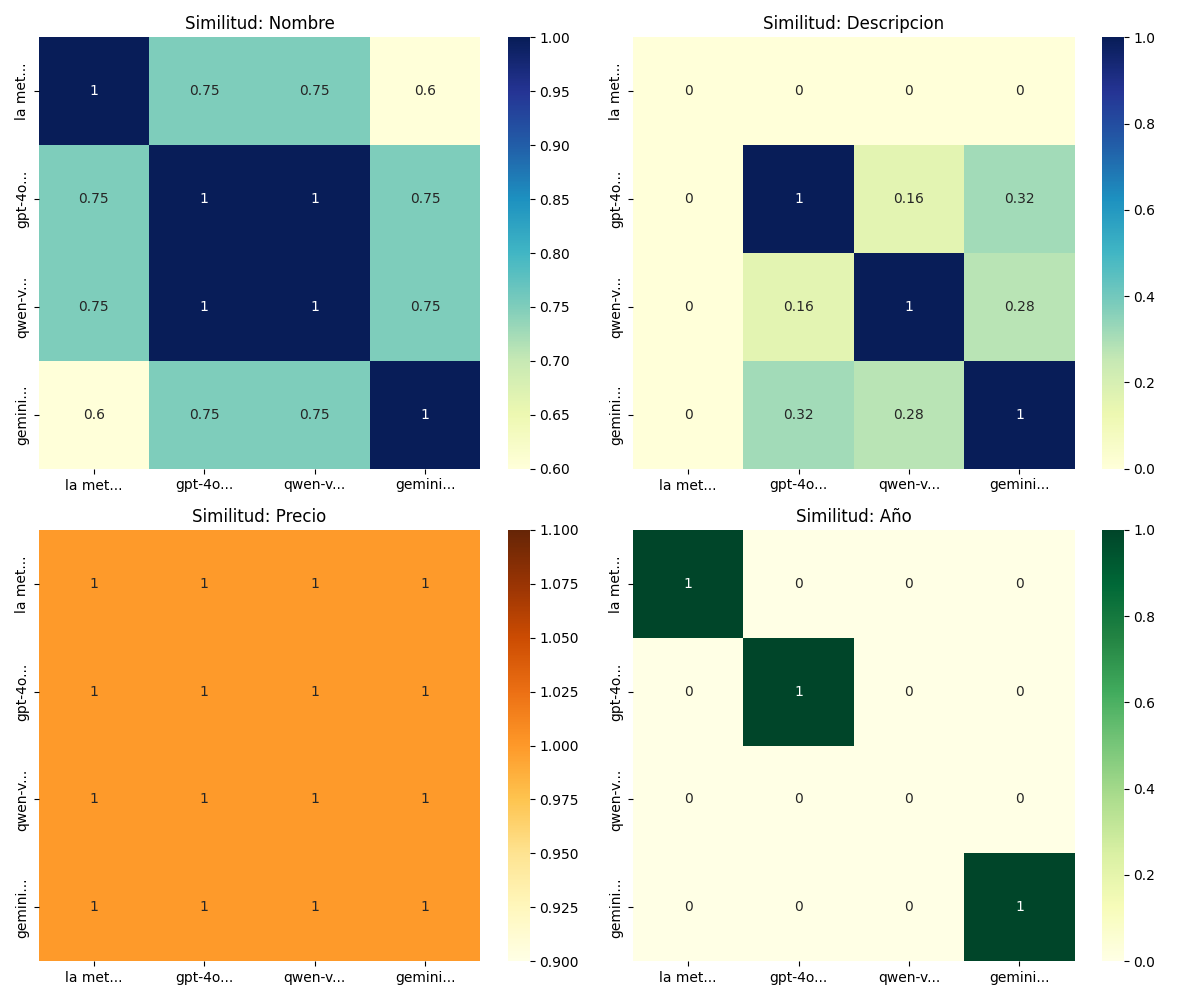 Similitud: Nombre
la met...
gpt-4o...
qwen-v...
gemini...
1 0.75 0.75 0.6
0.75 1 1 0.75
0.75 1 1 0.75
0.6 0.75 0.75 1
la met... gpt-4o... qwen-v... gemini...
1.00
0.95
0.90
0.85
0.80
0.75
0.70
0.65
0.60
Similitud: Descripcion
la met...
gpt-4o...
qwen-v...
gemini...
0 0 0 0
0 1 0.16 0.32
0 0.16 1 0.28
0 0.32 0.28 1
la met... gpt-4o... qwen-v... gemini...
1.0
0.8
0.6
0.4
0.2
0.0
Similitud: Precio
la met...
gpt-4o...
qwen-v...
gemini...
1 1 1 1
1 1 1 1
1 1 1 1
1 1 1 1
la met... gpt-4o... qwen-v... gemini...
1.100
1.075
1.050
1.025
1.000
0.975
0.950
0.925
0.900
Similitud: Año
la met...
gpt-4o...
qwen-v...
gemini...
1 0 0 0
0 1 0 0
0 0 0 0
0 0 0 1
la met... gpt-4o... qwen-v... gemini...
1.0
0.8
0.6
0.4
0.2
0.0